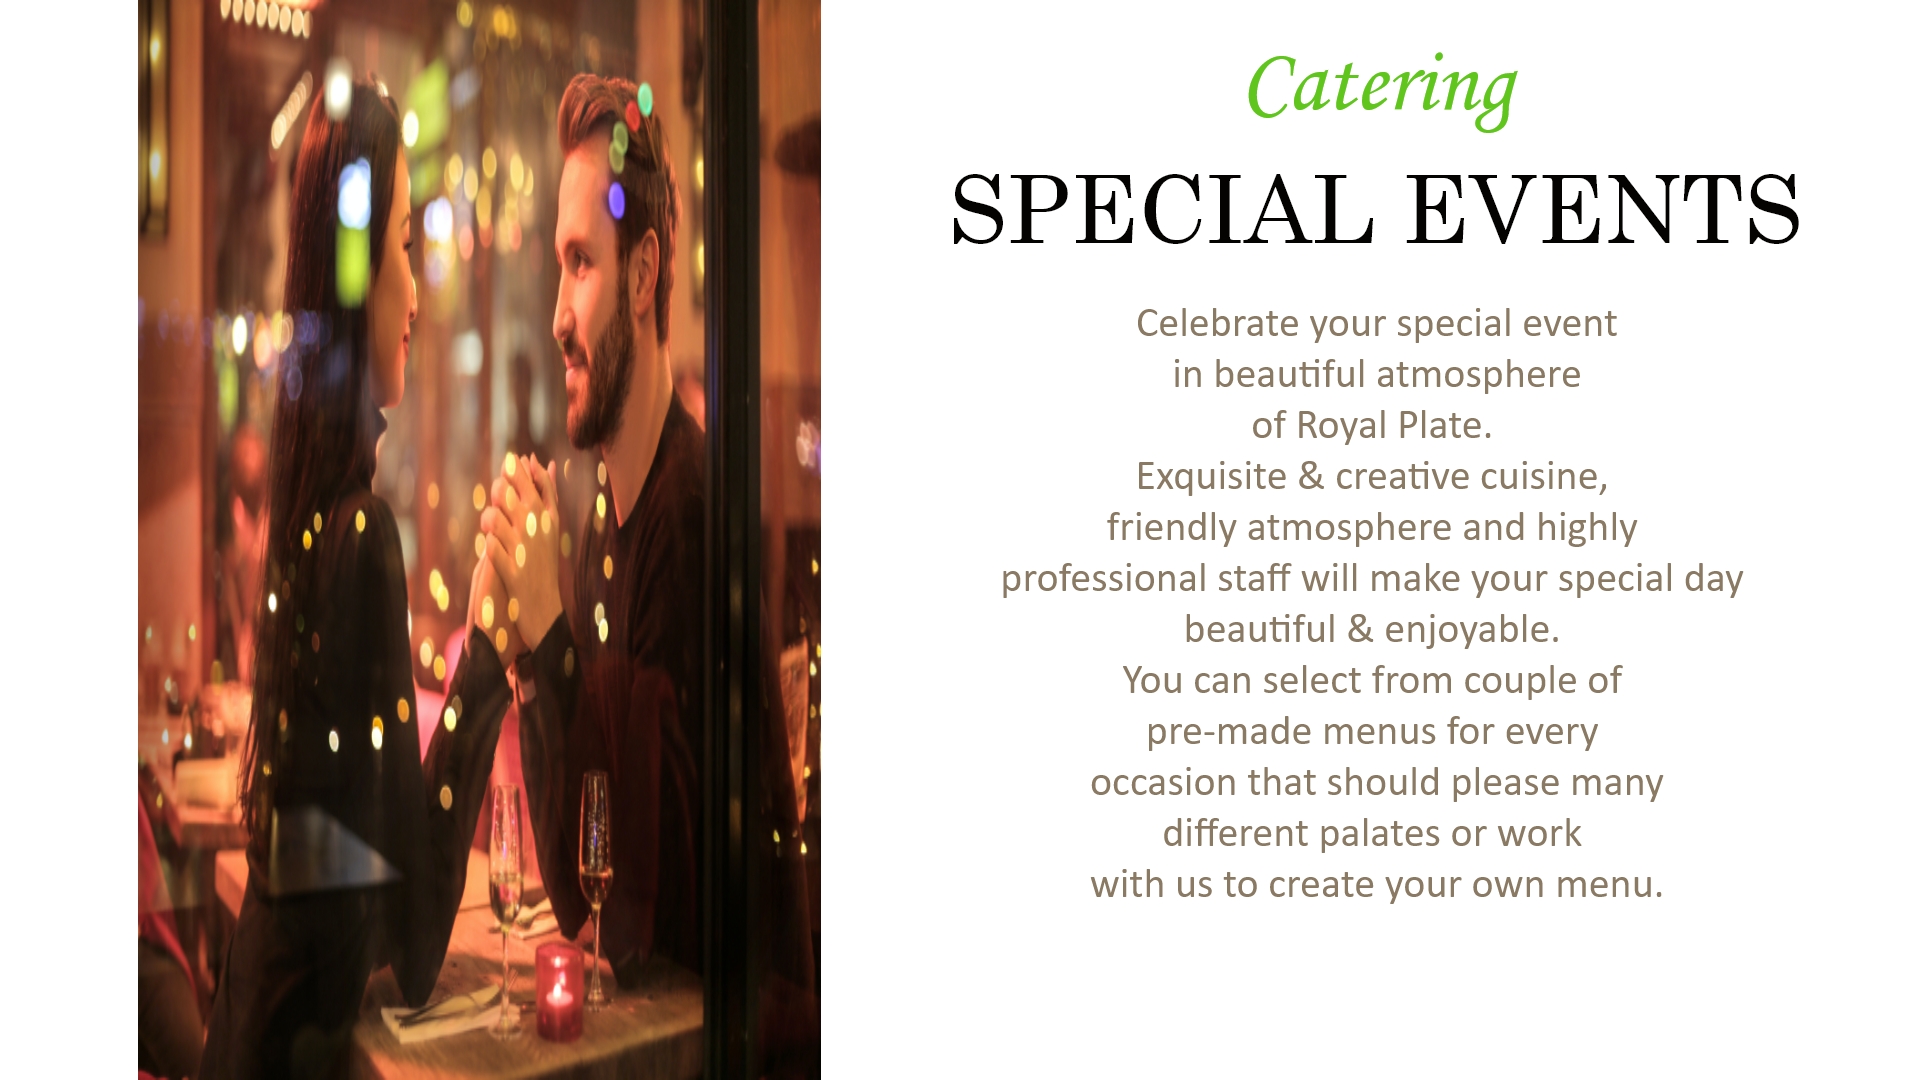 Catering
SPECIAL EVENTS
Celebrate your special event
in beautiful atmosphere
of Royal Plate.
Exquisite & creative cuisine,
friendly atmosphere and highly
professional staff will make your special day
beautiful & enjoyable.
You can select from couple of
pre-made menus for every
occasion that should please many
different palates or work
with us to create your own menu.